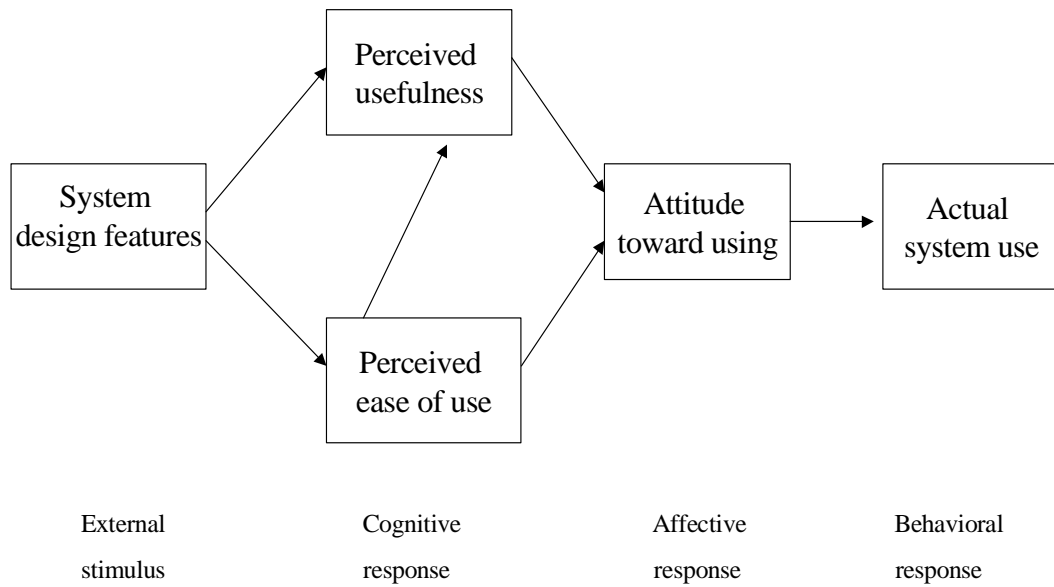 Perceived
usefulness
System
design features
Attitude
toward using
Actual
system use
Perceived
ease of use
External
stimulus
Cognitive
response
Affective
response
Behavioral
response